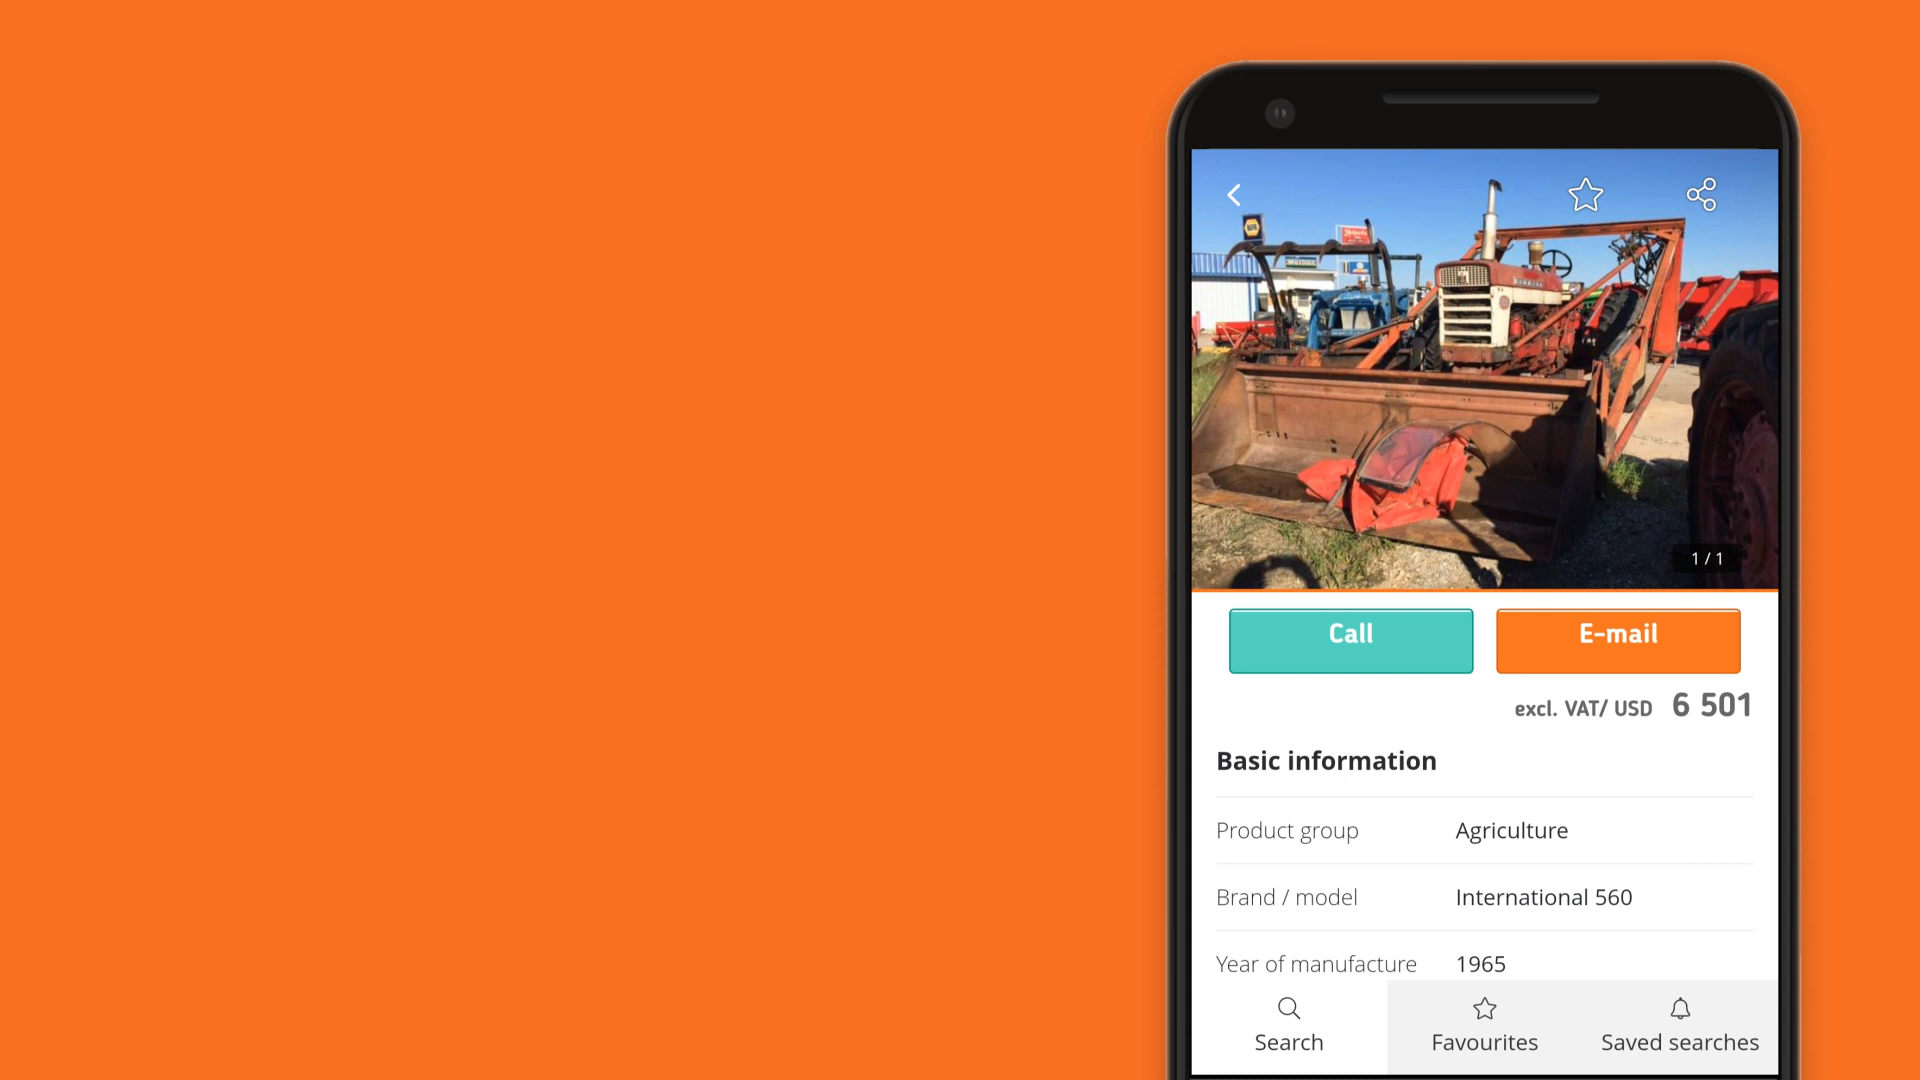 1 / 1
Call
E-mail
excl. VAT/ USD 6 501
Basic information
Product group Agriculture
Brand / model International 560
Year of manufacture 1965
Search
Favourites
Saved searches